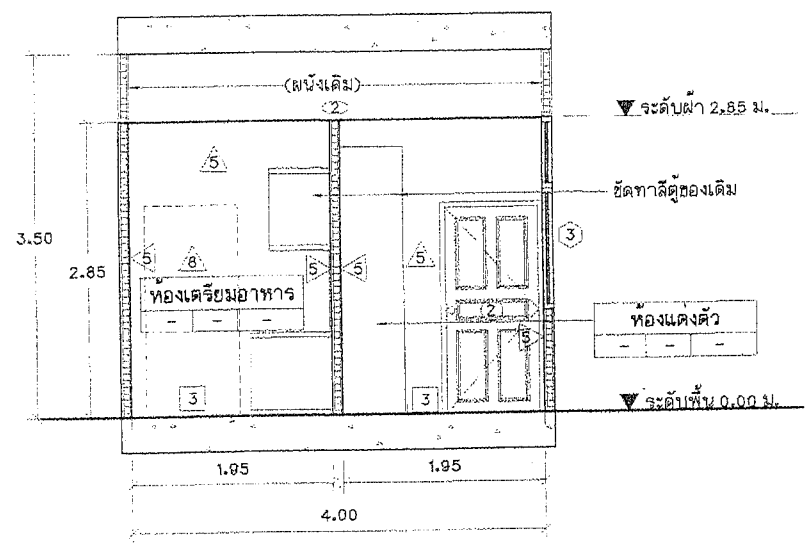 (ผนังเดิม)
2
▼ ระดับฝ้า 2.85 ม.
5
ขัดทาสีตู้ของเดิม
3.50
2.85
3
5
8
5
5
5
ห้องเตรียมอาหาร
- - -
2
ห้องแต่งตัว
- - -
5
3
3
▼ ระดับพื้น 0.00 ม.
1.95
1.95
4.00